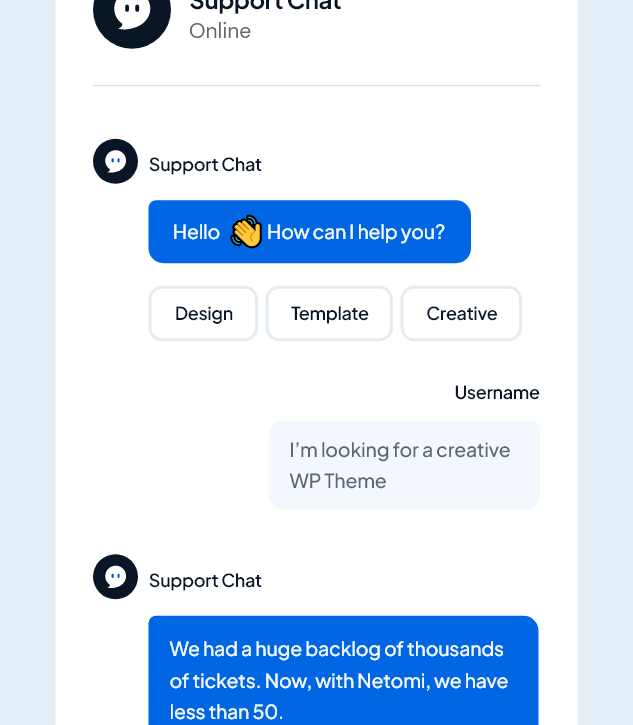 Support Chat
Online
Support Chat
Hello 👋 How can I help you?
Design
Template
Creative
Username
I’m looking for a creative
WP Theme
Support Chat
We had a huge backlog of thousands
of tickets. Now, with Netomi, we have
less than 50.